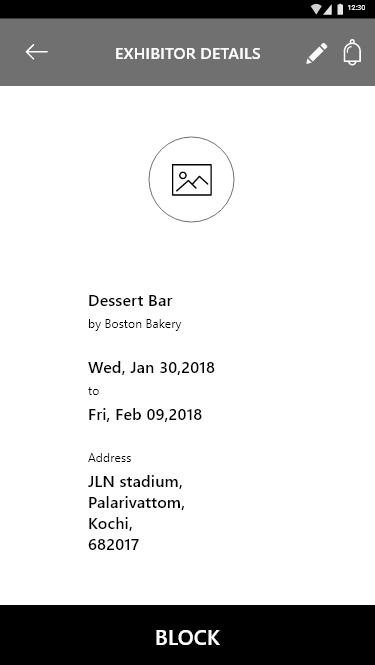 12:30
EXHIBITOR DETAILS
Dessert Bar
by Boston Bakery
Wed, Jan 30,2018
to
Fri, Feb 09,2018
Address
JLN stadium,
Palarivattom,
Kochi,
682017
BLOCK